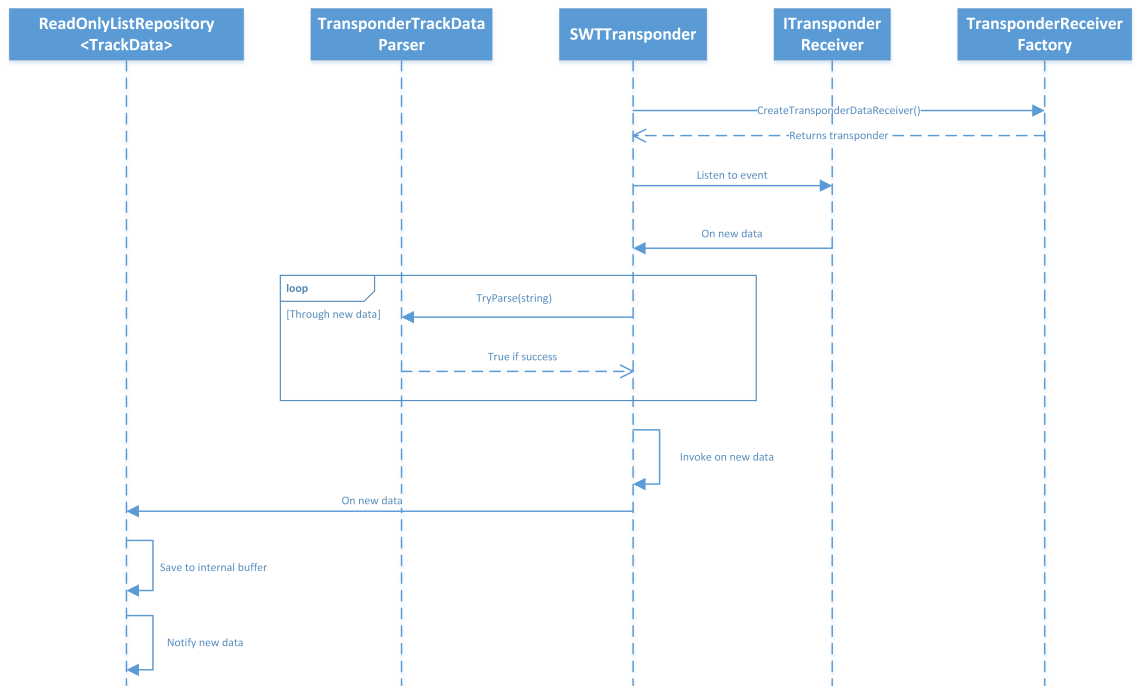 ReadOnlyListRepository
<TrackData>
TransponderTrackData
Parser
SWTTransponder
ITransponder
Receiver
TransponderReceiver
Factory
CreateTransponderDataReceiver()
Returns transponder
Listen to event
On new data
loop
[Through new data]
TryParse(string)
True if success
Invoke on new data
On new data
Save to internal buffer
Notify new data